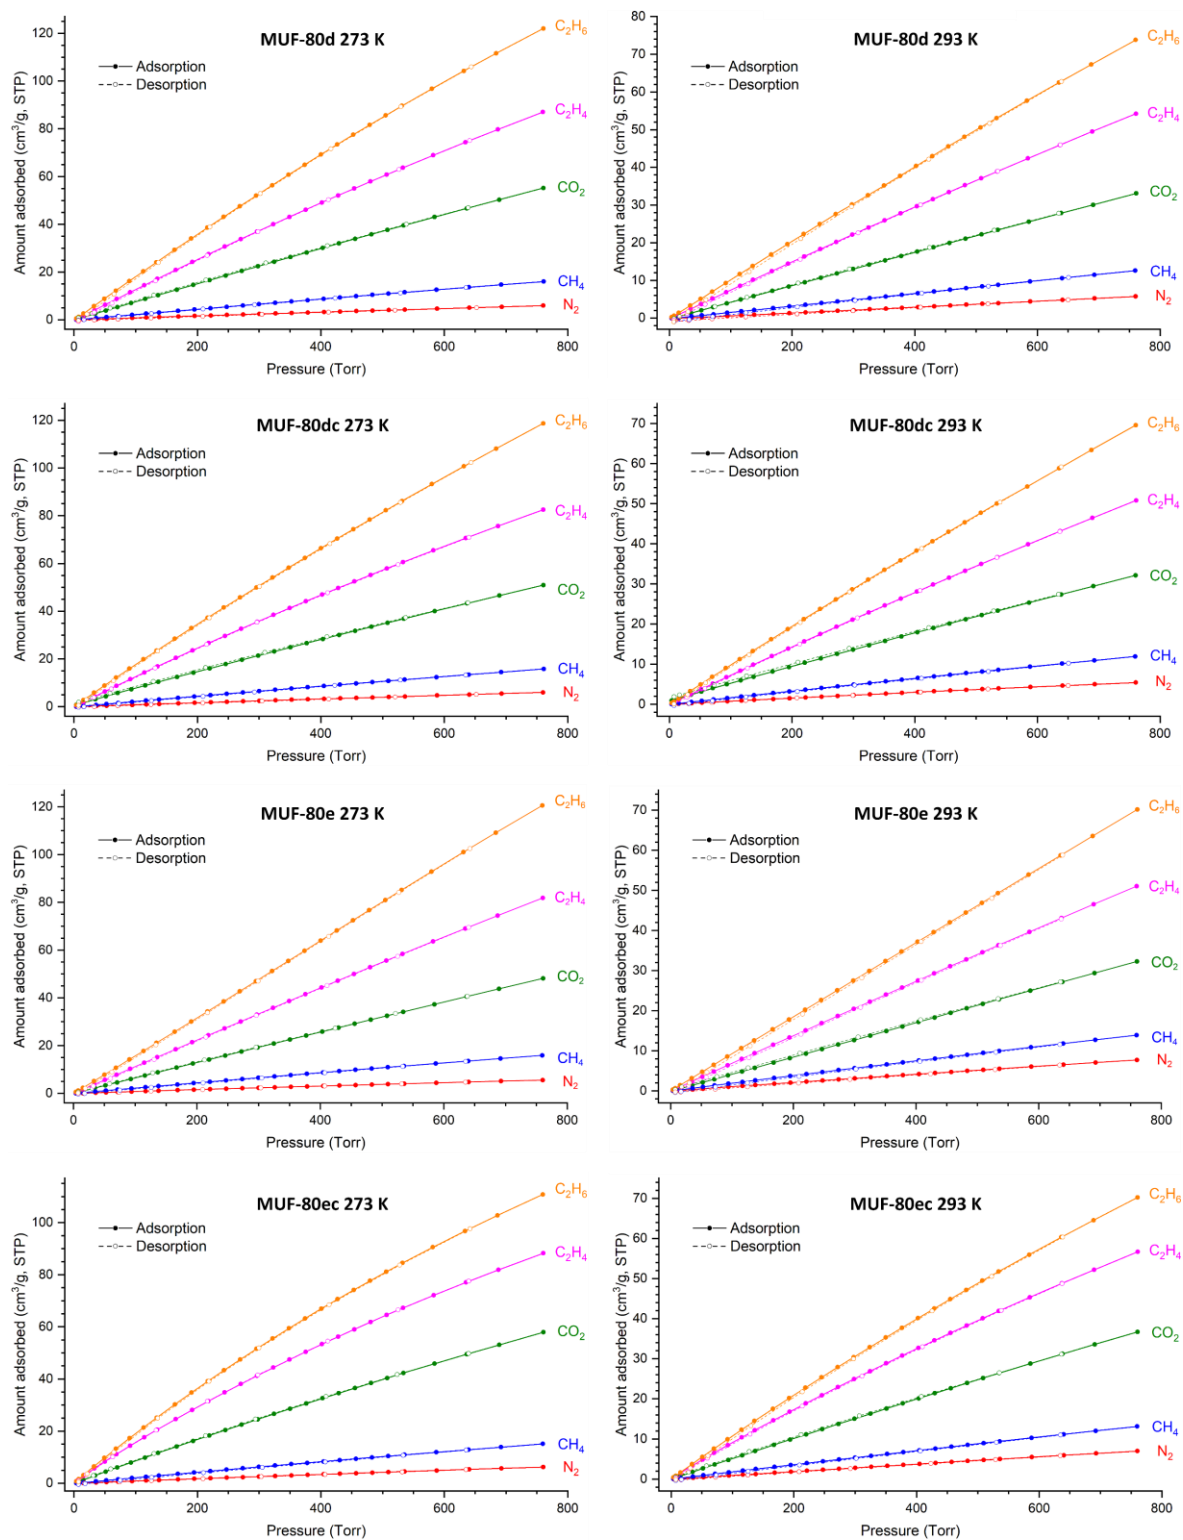 MUF-80d 273 K
Adsorption
Desorption
Amount adsorbed (cm³/g, STP)
120
100
80
60
40
20
0
C₂H₆
C₂H₄
CO₂
CH₄
N₂
0 200 400 600 800
Pressure (Torr)
MUF-80d 293 K
Adsorption
Desorption
Amount adsorbed (cm³/g, STP)
80
70
60
50
40
30
20
10
0
C₂H₆
C₂H₄
CO₂
CH₄
N₂
0 200 400 600 800
Pressure (Torr)
MUF-80dc 273 K
Adsorption
Desorption
Amount adsorbed (cm³/g, STP)
120
100
80
60
40
20
0
C₂H₆
C₂H₄
CO₂
CH₄
N₂
0 200 400 600 800
Pressure (Torr)
MUF-80dc 293 K
Adsorption
Desorption
Amount adsorbed (cm³/g, STP)
70
60
50
40
30
20
10
0
C₂H₆
C₂H₄
CO₂
CH₄
N₂
0 200 400 600 800
Pressure (Torr)
MUF-80e 273 K
Adsorption
Desorption
Amount adsorbed (cm³/g, STP)
120
100
80
60
40
20
0
C₂H₆
C₂H₄
CO₂
CH₄
N₂
0 200 400 600 800
Pressure (Torr)
MUF-80e 293 K
Adsorption
Desorption
Amount adsorbed (cm³/g, STP)
70
60
50
40
30
20
10
0
C₂H₆
C₂H₄
CO₂
CH₄
N₂
0 200 400 600 800
Pressure (Torr)
MUF-80ec 273 K
Adsorption
Desorption
Amount adsorbed (cm³/g, STP)
100
80
60
40
20
0
C₂H₆
C₂H₄
CO₂
CH₄
N₂
0 200 400 600 800
Pressure (Torr)
MUF-80ec 293 K
Adsorption
Desorption
Amount adsorbed (cm³/g, STP)
70
60
50
40
30
20
10
0
C₂H₆
C₂H₄
CO₂
CH₄
N₂
0 200 400 600 800
Pressure (Torr)